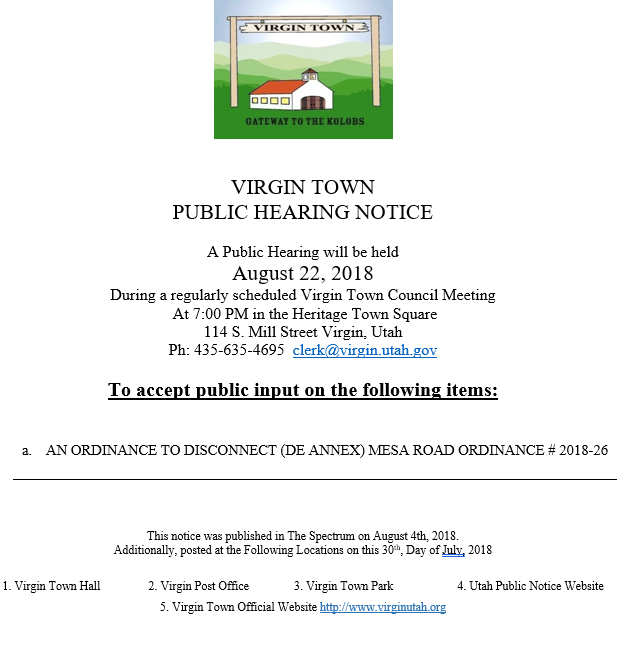 VIRGIN TOWN
GATEWAY TO THE KOLOBS
VIRGIN TOWN
PUBLIC HEARING NOTICE
A Public Hearing will be held
August 22, 2018
During a regularly scheduled Virgin Town Council Meeting
At 7:00 PM in the Heritage Town Square
114 S. Mill Street Virgin, Utah
Ph: 435-635-4695 clerk@virgin.utah.gov
To accept public input on the following items:
a. AN ORDINANCE TO DISCONNECT (DE ANNEX) MESA ROAD ORDINANCE # 2018-26
This notice was published in The Spectrum on August 4th, 2018.
Additionally, posted at the Following Locations on this 30th, Day of July, 2018
1. Virgin Town Hall 2. Virgin Post Office 3. Virgin Town Park 4. Utah Public Notice Website
5. Virgin Town Official Website http://www.virginutah.org